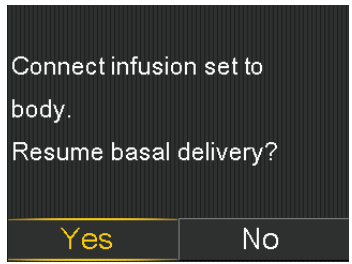 Connect infusion set to
body.
Resume basal delivery?
Yes
No